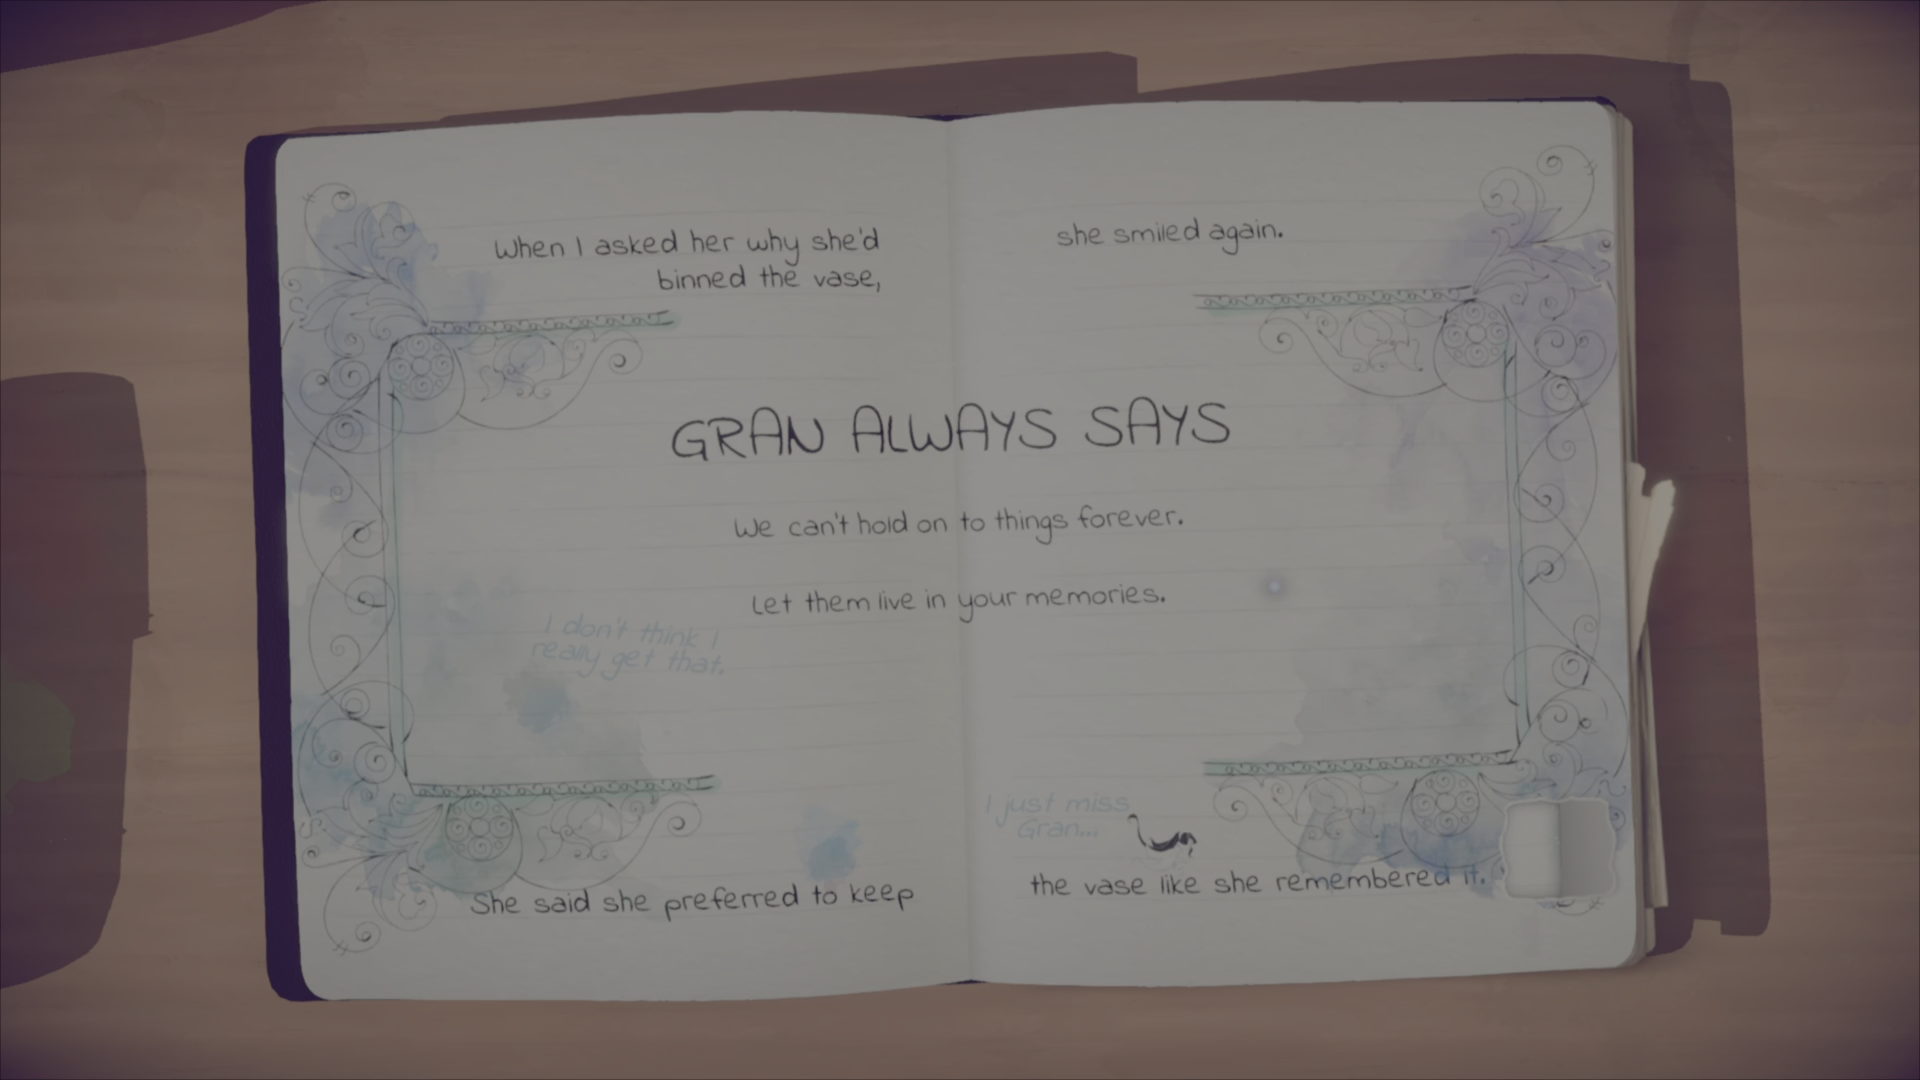 When I asked her why she'd
binned the vase,
she smiled again.
GRAN ALWAYS SAYS
We can't hold on to things forever.
Let them live in your memories.
I don't think I
really get that.
I just miss
Gran...
She said she preferred to keep
the vase like she remembered it.